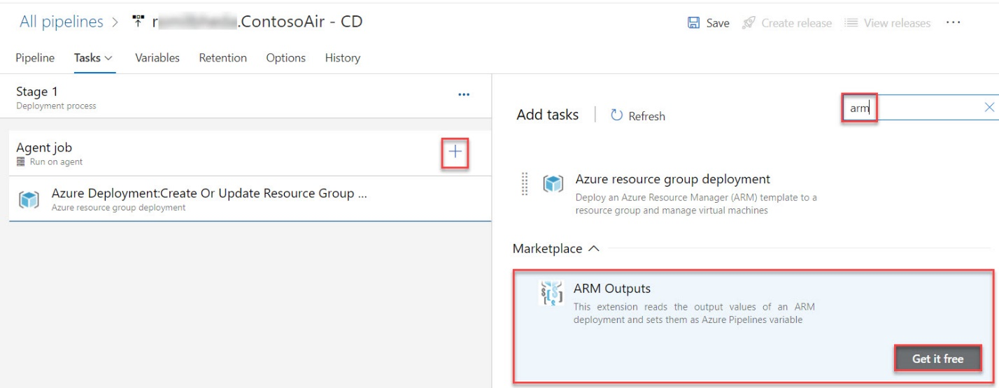 All pipelines > r .ContosoAir - CD
Save Create release View releases ...
Pipeline Tasks Variables Retention Options History
Stage 1
Deployment process
...
Agent job
Run on agent
+
Azure Deployment:Create Or Update Resource Group ...
Azure resource group deployment
Add tasks | Refresh
arm
Azure resource group deployment
Deploy an Azure Resource Manager (ARM) template to a
resource group and manage virtual machines
Marketplace
ARM Outputs
This extension reads the output values of an ARM
deployment and sets them as Azure Pipelines variable
Get it free